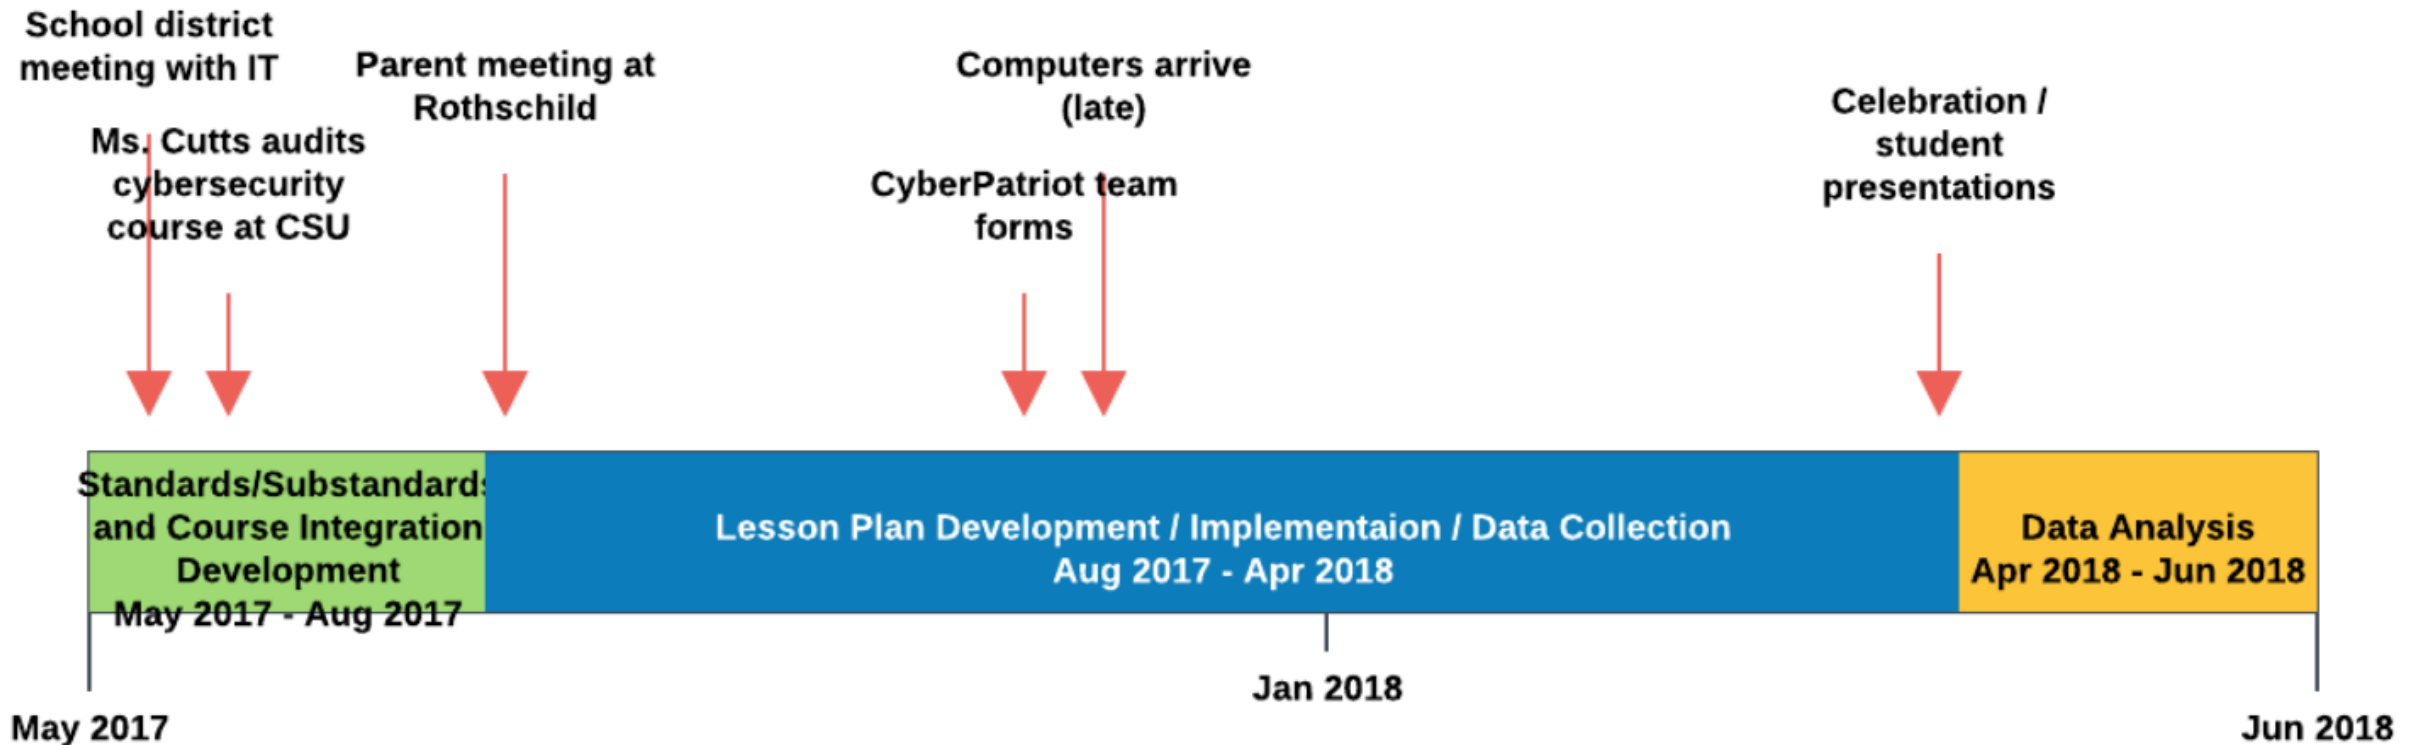 School district
meeting with IT
Ms. Cutts audits
cybersecurity
course at CSU
Parent meeting at
Rothschild
Computers arrive
(late)
CyberPatriot team
forms
Celebration /
student
presentations
Standards/Substandards
and Course Integration
Development
May 2017 - Aug 2017
Lesson Plan Development / Implementaion / Data Collection
Aug 2017 - Apr 2018
Data Analysis
Apr 2018 - Jun 2018
May 2017
Jan 2018
Jun 2018